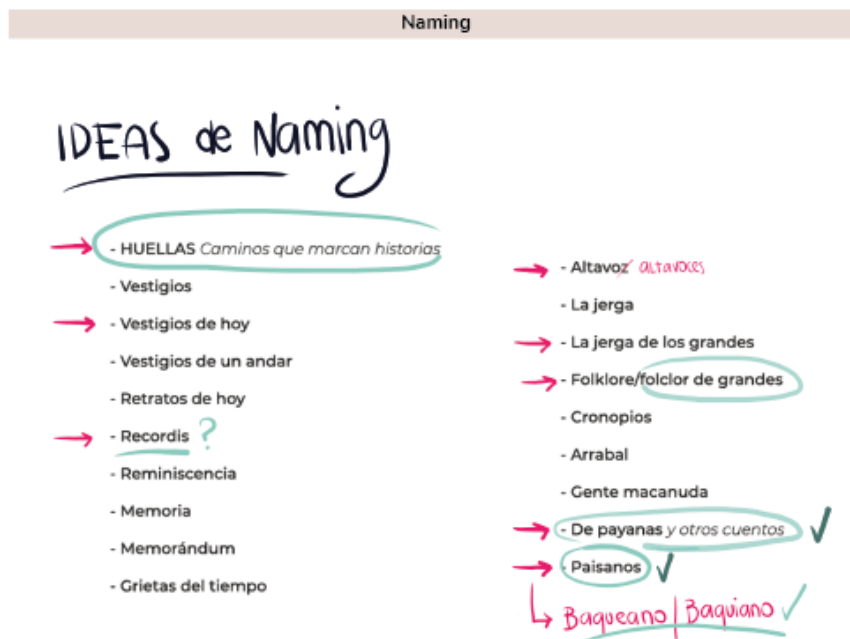 Naming
IDEAS de Naming
- HUELLAS Caminos que marcan historias
- Vestigios
- Vestigios de hoy
- Vestigios de un andar
- Retratos de hoy
- Recordis ?
- Reminiscencia
- Memoria
- Memorándum
- Grietas del tiempo
- Altavoz altavoces
- La jerga
- La jerga de los grandes
- Folklore/folclor de grandes
- Cronopios
- Arrabal
- Gente macanuda
- De payanas y otros cuentos
- Paisanos
Baqueano | Baquiano